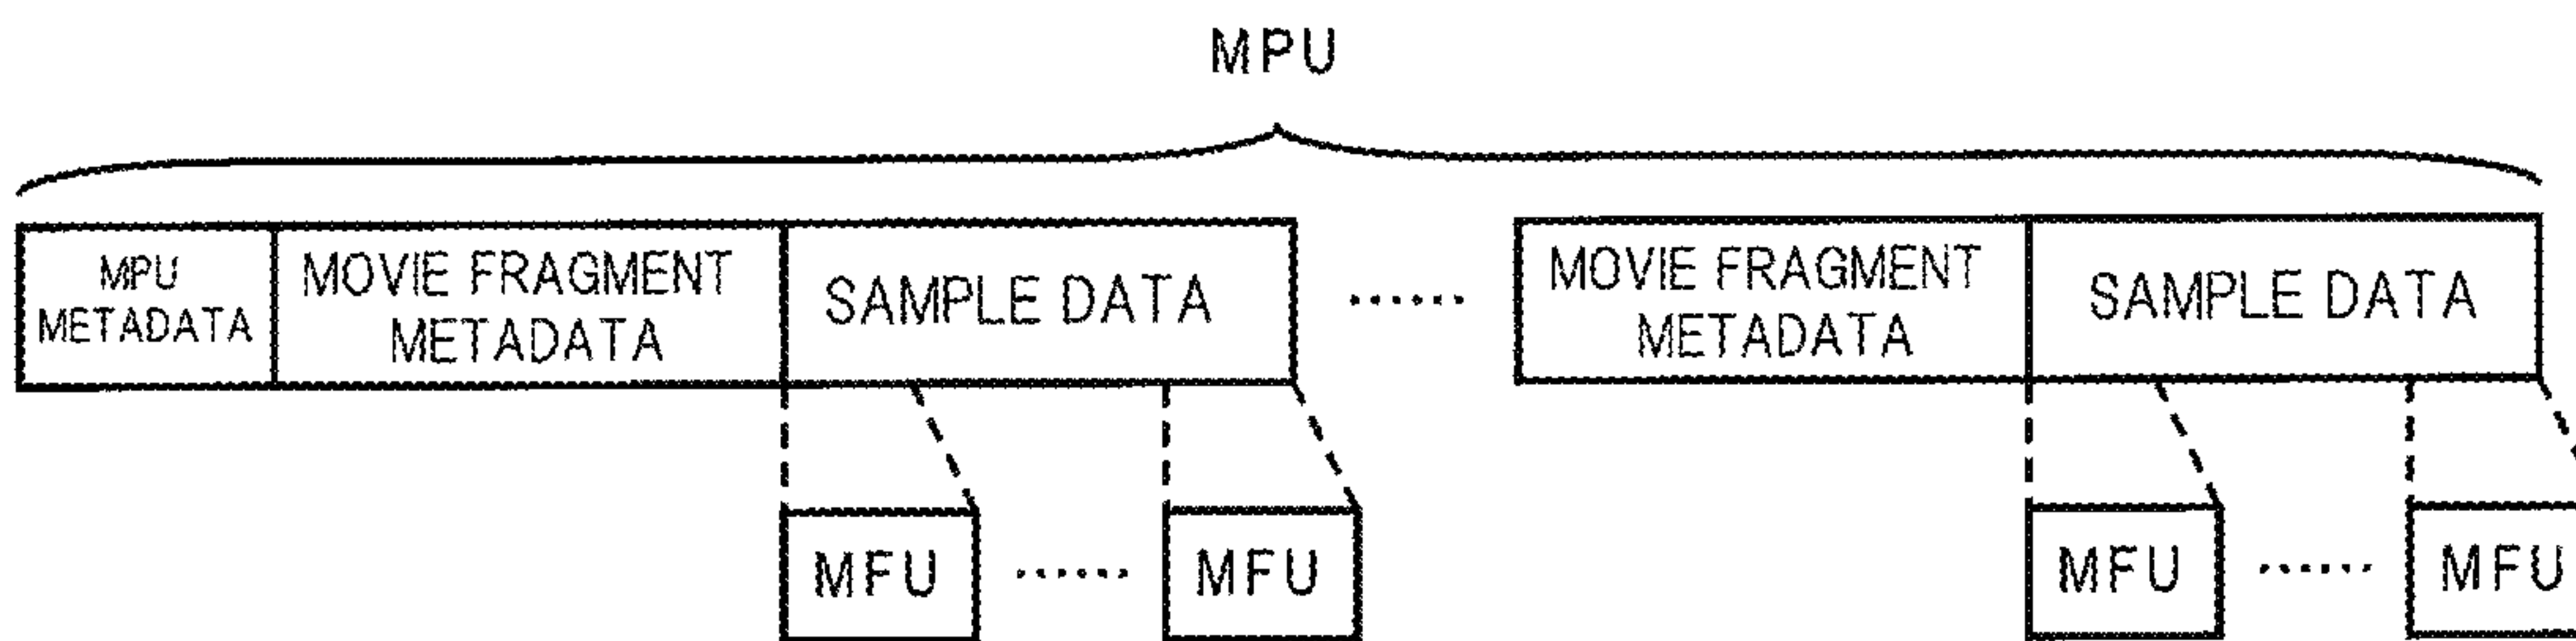 MPU
MPU
METADATA
MOVIE FRAGMENT
METADATA
SAMPLE DATA
......
MOVIE FRAGMENT
METADATA
SAMPLE DATA
MFU
......
MFU
MFU
......
MFU